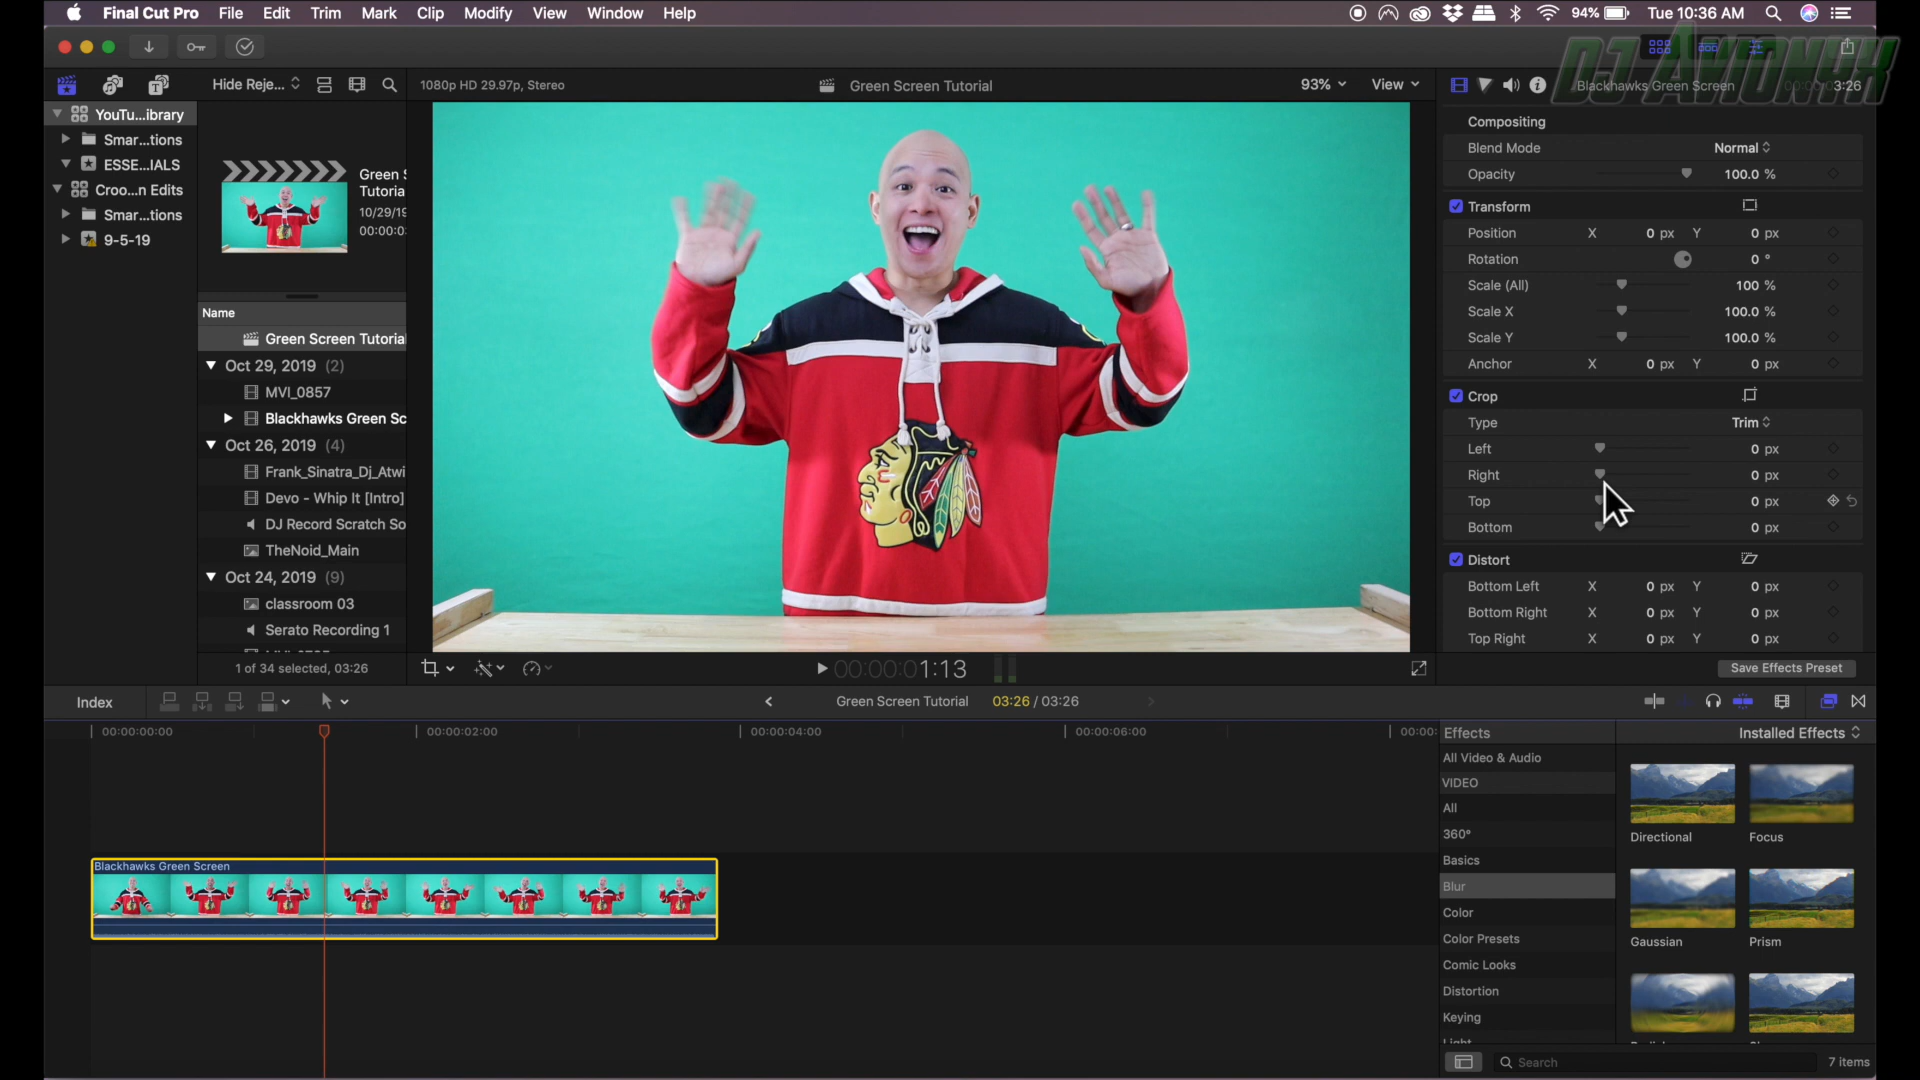 Final Cut Pro File Edit Trim Mark Clip Modify View Window Help 94% Tue 10:36 AM
DJ AViONYX
Hide Reje... 1080p HD 29.97p, Stereo Green Screen Tutorial 93% View Blackhawks Green Screen 3:26
YouTu...ibrary
Smar...tions
ESSE...IALS
Croo...n Edits
Smar...tions
9-5-19
Green S
Tutoria
10/29/19
00:00:0
Name
Green Screen Tutorial
Oct 29, 2019 (2)
MVI_0857
Blackhawks Green Sc
Oct 26, 2019 (4)
Frank_Sinatra_Dj_Atwi
Devo - Whip It [Intro]
DJ Record Scratch So
TheNoid_Main
Oct 24, 2019 (9)
classroom 03
Serato Recording 1
1 of 34 selected, 03:26
00:00:01:13
Compositing
Blend Mode Normal
Opacity 100.0 %
Transform
Position X 0 px Y 0 px
Rotation 0 °
Scale (All) 100 %
Scale X 100.0 %
Scale Y 100.0 %
Anchor X 0 px Y 0 px
Crop
Type Trim
Left 0 px
Right 0 px
Top 0 px
Bottom 0 px
Distort
Bottom Left X 0 px Y 0 px
Bottom Right X 0 px Y 0 px
Top Right X 0 px Y 0 px
Save Effects Preset
Index Green Screen Tutorial 03:26 / 03:26
00:00:00:00 00:00:02:00 00:00:04:00 00:00:06:00 00:00:
Blackhawks Green Screen
Effects Installed Effects
All Video & Audio
VIDEO
All
360°
Basics
Blur
Color
Color Presets
Comic Looks
Distortion
Keying
Light
Directional Focus
Gaussian Prism
Search 7 items